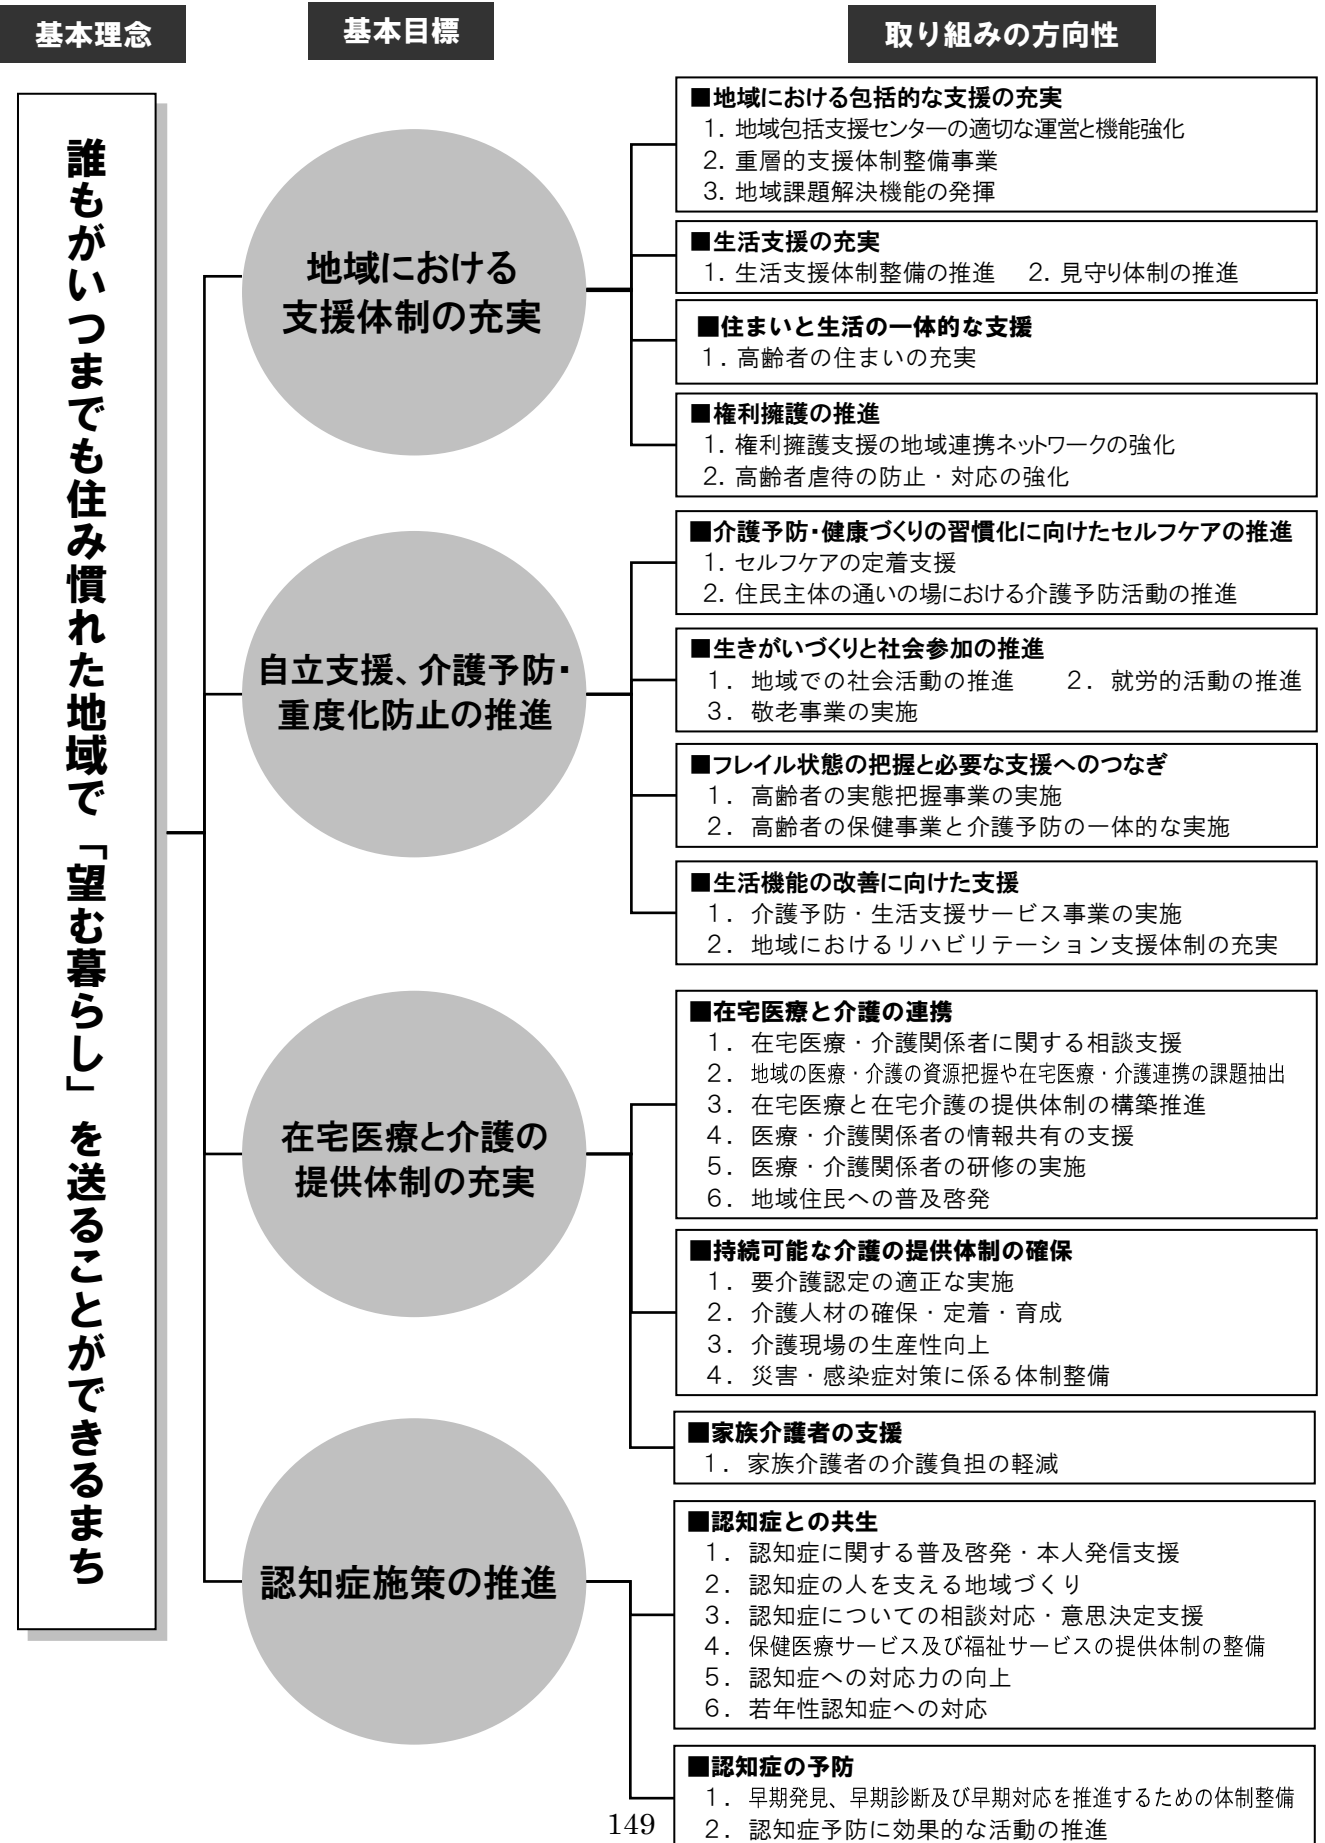 基本理念
基本目標
取り組みの方向性
誰もがいつまでも住み慣れた地域で「望む暮らし」を送ることができるまち
地域における
支援体制の充実
■地域における包括的な支援の充実
1. 地域包括支援センターの適切な運営と機能強化
2. 重層的支援体制整備事業
3. 地域課題解決機能の発揮
■生活支援の充実
1. 生活支援体制整備の推進 2. 見守り体制の推進
■住まいと生活の一体的な支援
1. 高齢者の住まいの充実
■権利擁護の推進
1. 権利擁護支援の地域連携ネットワークの強化
2. 高齢者虐待の防止・対応の強化
自立支援、介護予防・
重度化防止の推進
■介護予防・健康づくりの習慣化に向けたセルフケアの推進
1. セルフケアの定着支援
2. 住民主体の通いの場における介護予防活動の推進
■生きがいづくりと社会参加の推進
1. 地域での社会活動の推進 2. 就労的活動の推進
3. 敬老事業の実施
■フレイル状態の把握と必要な支援へのつなぎ
1. 高齢者の実態把握事業の実施
2. 高齢者の保健事業と介護予防の一体的な実施
■生活機能の改善に向けた支援
1. 介護予防・生活支援サービス事業の実施
2. 地域におけるリハビリテーション支援体制の充実
在宅医療と介護の
提供体制の充実
■在宅医療と介護の連携
1. 在宅医療・介護関係者に関する相談支援
2. 地域の医療・介護の資源把握や在宅医療・介護連携の課題抽出
3. 在宅医療と在宅介護の提供体制の構築推進
4. 医療・介護関係者の情報共有の支援
5. 医療・介護関係者の研修の実施
6. 地域住民への普及啓発
■持続可能な介護の提供体制の確保
1. 要介護認定の適正な実施
2. 介護人材の確保・定着・育成
3. 介護現場の生産性向上
4. 災害・感染症対策に係る体制整備
■家族介護者の支援
1. 家族介護者の介護負担の軽減
認知症施策の推進
■認知症との共生
1. 認知症に関する普及啓発・本人発信支援
2. 認知症の人を支える地域づくり
3. 認知症についての相談対応・意思決定支援
4. 保健医療サービス及び福祉サービスの提供体制の整備
5. 認知症への対応力の向上
6. 若年性認知症への対応
■認知症の予防
1. 早期発見、早期診断及び早期対応を推進するための体制整備
2. 認知症予防に効果的な活動の推進
149